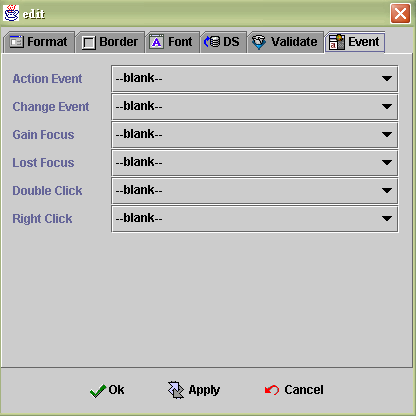 edit
Format Border Font DS Validate Event
Action Event --blank--
Change Event --blank--
Gain Focus --blank--
Lost Focus --blank--
Double Click --blank--
Right Click --blank--
Ok Apply Cancel